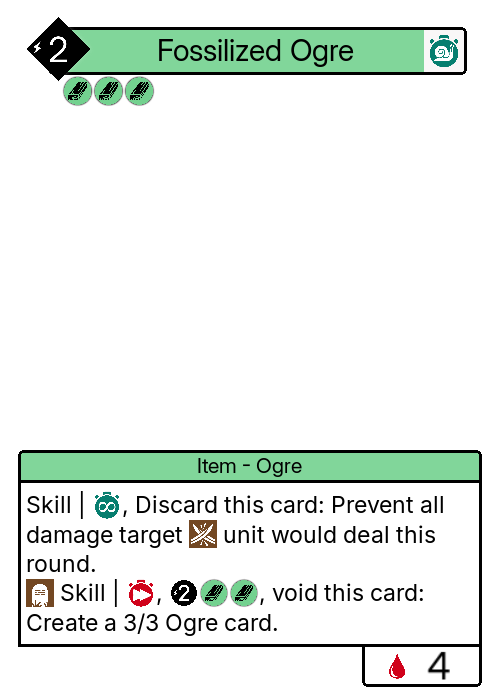 2 Fossilized Ogre
Item - Ogre
Skill | , Discard this card: Prevent all
damage target unit would deal this
round.
Skill | , 2 , void this card:
Create a 3/3 Ogre card.
4